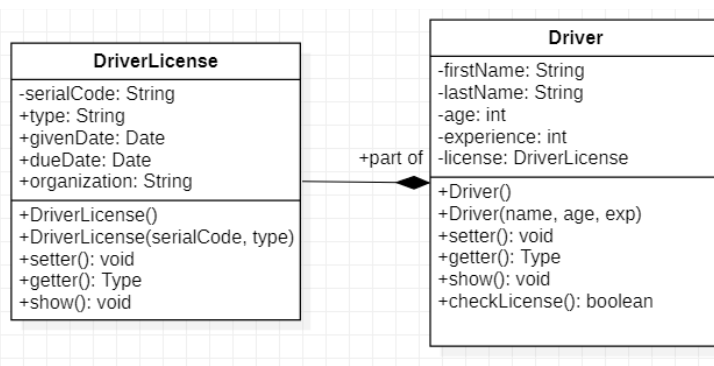 DriverLicense
-serialCode: String
+type: String
+givenDate: Date
+dueDate: Date
+organization: String
+DriverLicense()
+DriverLicense(serialCode, type)
+setter(): void
+getter(): Type
+show(): void
+part of
Driver
-firstName: String
-lastName: String
-age: int
-experience: int
-license: DriverLicense
+Driver()
+Driver(name, age, exp)
+setter(): void
+getter(): Type
+show(): void
+checkLicense(): boolean